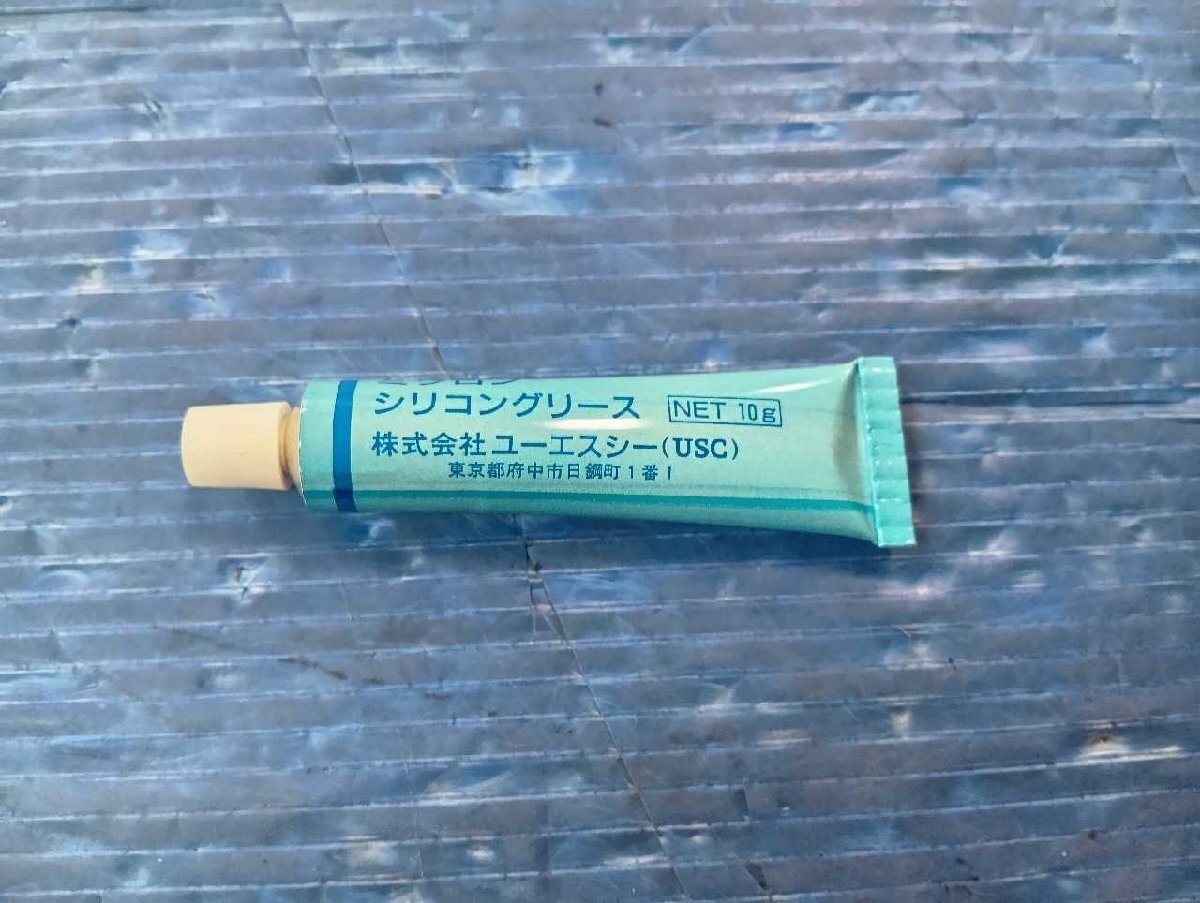 シリコングリース NET 10g
株式会社ユーエスシー(USC)
東京都府中市日鋼町1番1